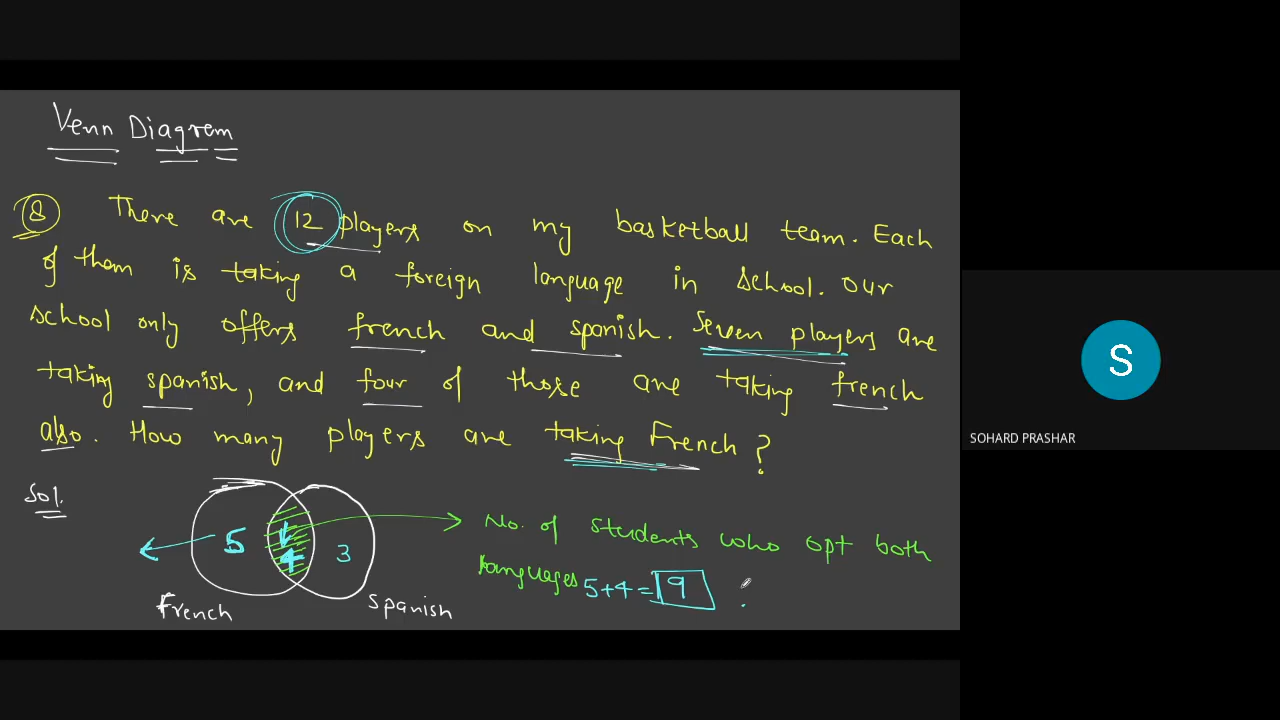 Venn Diagram
8 There are 12 players on my basketball team. Each
of them is taking a foreign language in school. Our
school only offers french and spanish. Seven players are
taking spanish, and four of those are taking french
also. How many players are taking French?
Sol.
5 4 3
French Spanish
No. of students who opt both
languages 5+4=9
S
SOHARD PRASHAR